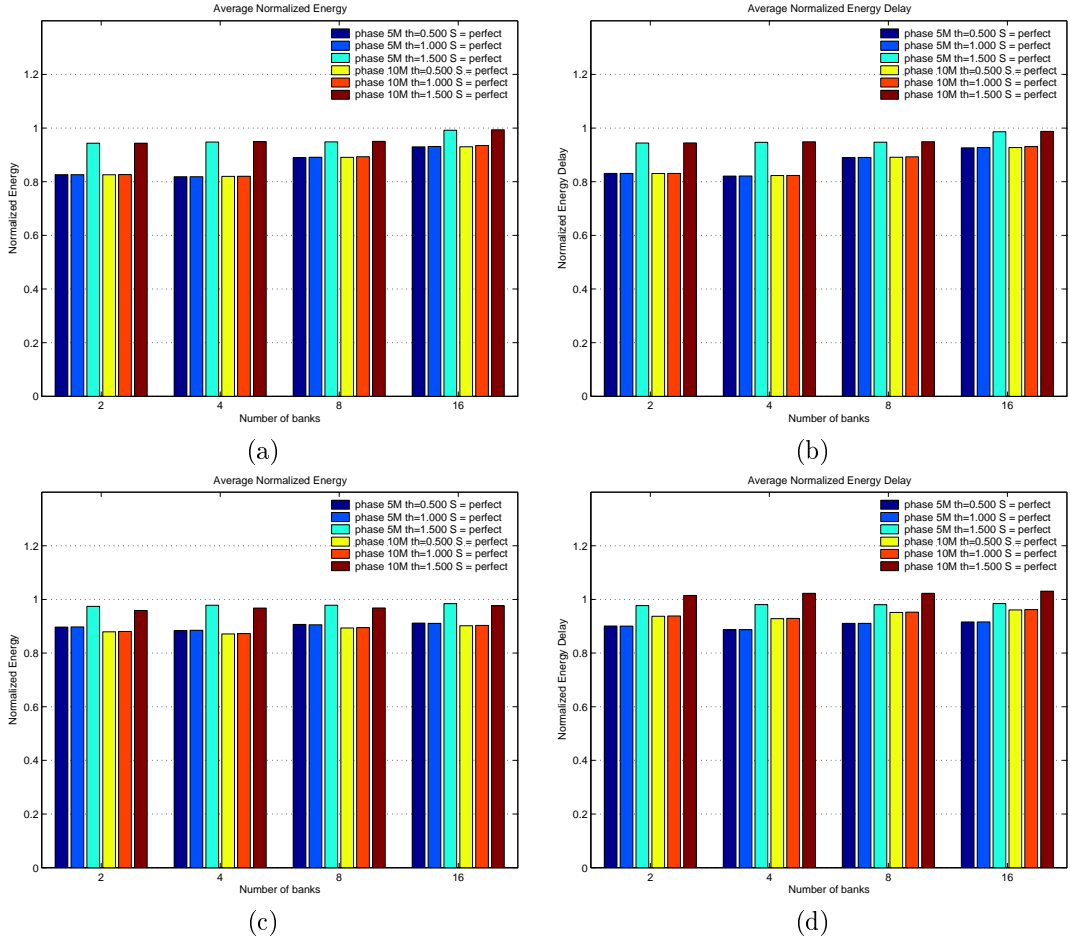 Average Normalized Energy
phase 5M th=0.500 S = perfect
phase 5M th=1.000 S = perfect
phase 5M th=1.500 S = perfect
phase 10M th=0.500 S = perfect
phase 10M th=1.000 S = perfect
phase 10M th=1.500 S = perfect
Normalized Energy
1.2
1
0.8
0.6
0.4
0.2
0
2 4 8 16
Number of banks
(a)
Average Normalized Energy Delay
phase 5M th=0.500 S = perfect
phase 5M th=1.000 S = perfect
phase 5M th=1.500 S = perfect
phase 10M th=0.500 S = perfect
phase 10M th=1.000 S = perfect
phase 10M th=1.500 S = perfect
Normalized Energy Delay
1.2
1
0.8
0.6
0.4
0.2
0
2 4 8 16
Number of banks
(b)
Average Normalized Energy
phase 5M th=0.500 S = perfect
phase 5M th=1.000 S = perfect
phase 5M th=1.500 S = perfect
phase 10M th=0.500 S = perfect
phase 10M th=1.000 S = perfect
phase 10M th=1.500 S = perfect
Normalized Energy
1.2
1
0.8
0.6
0.4
0.2
0
2 4 8 16
Number of banks
(c)
Average Normalized Energy Delay
phase 5M th=0.500 S = perfect
phase 5M th=1.000 S = perfect
phase 5M th=1.500 S = perfect
phase 10M th=0.500 S = perfect
phase 10M th=1.000 S = perfect
phase 10M th=1.500 S = perfect
Normalized Energy Delay
1.2
1
0.8
0.6
0.4
0.2
0
2 4 8 16
Number of banks
(d)